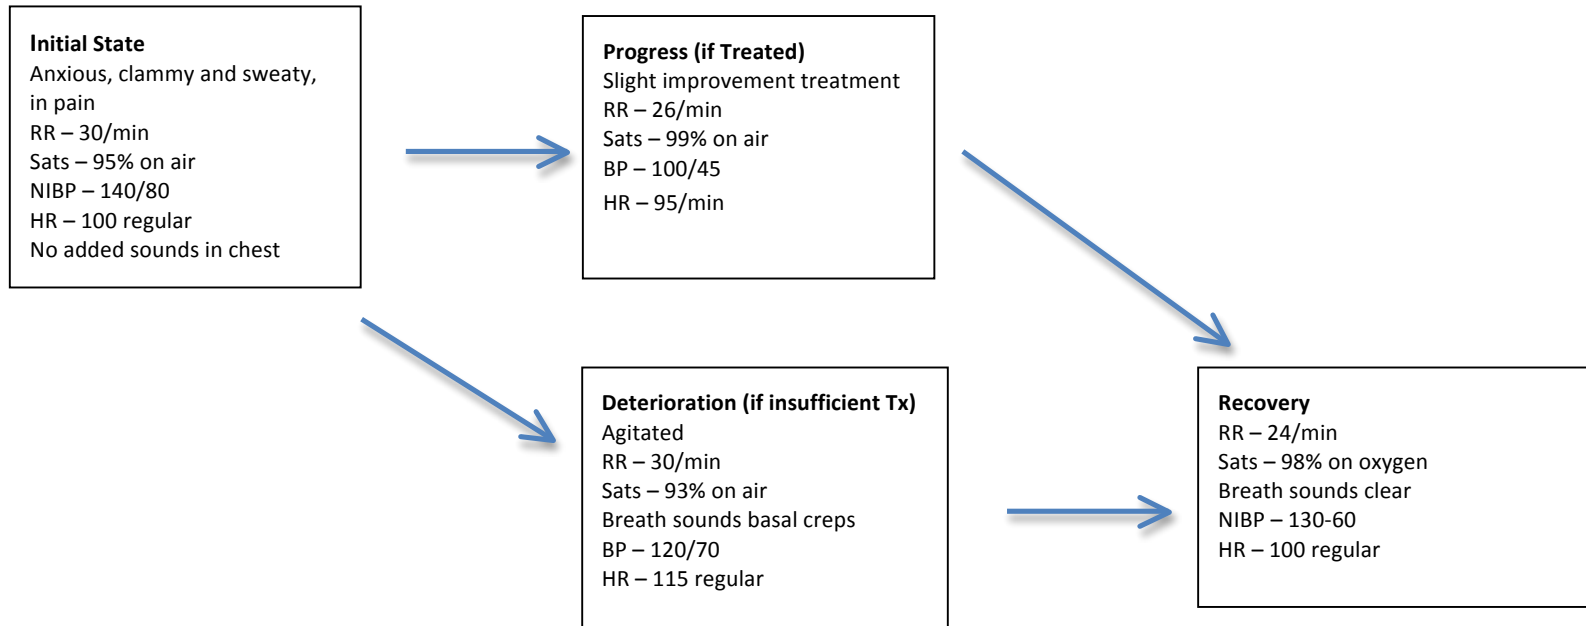 Initial State
Anxious, clammy and sweaty,
in pain
RR – 30/min
Sats – 95% on air
NIBP – 140/80
HR – 100 regular
No added sounds in chest
Progress (if Treated)
Slight improvement treatment
RR – 26/min
Sats – 99% on air
BP – 100/45
HR – 95/min
Deterioration (if insufficient Tx)
Agitated
RR – 30/min
Sats – 93% on air
Breath sounds basal creps
BP – 120/70
HR – 115 regular
Recovery
RR – 24/min
Sats – 98% on oxygen
Breath sounds clear
NIBP – 130-60
HR – 100 regular